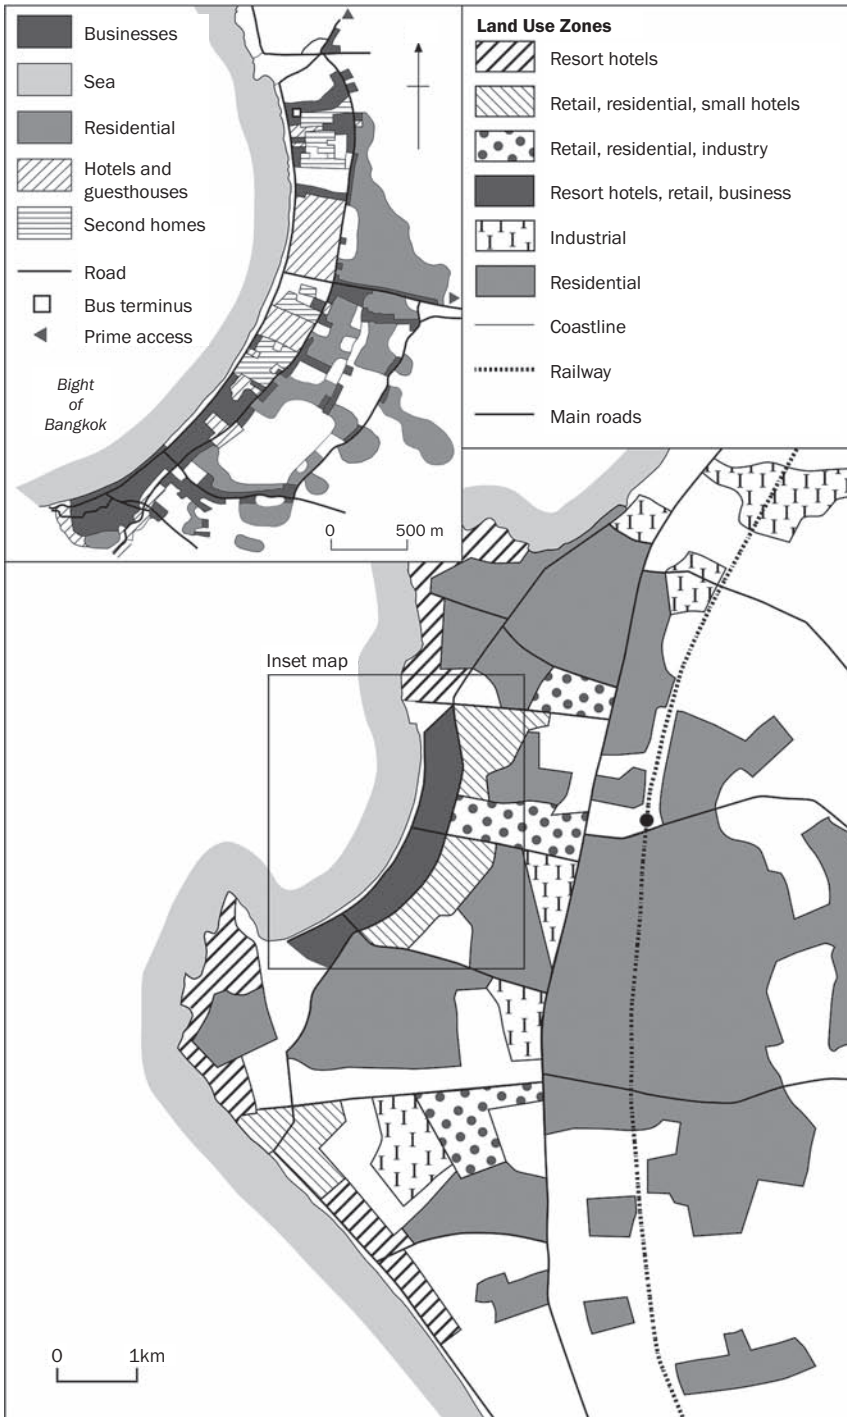 Businesses
Sea
Residential
Hotels and
guesthouses
Second homes
Road
Bus terminus
Prime access
Bight
of
Bangkok
0 500 m
Land Use Zones
Resort hotels
Retail, residential, small hotels
Retail, residential, industry
Resort hotels, retail, business
Industrial
Residential
Coastline
Railway
Main roads
Inset map
0 1km